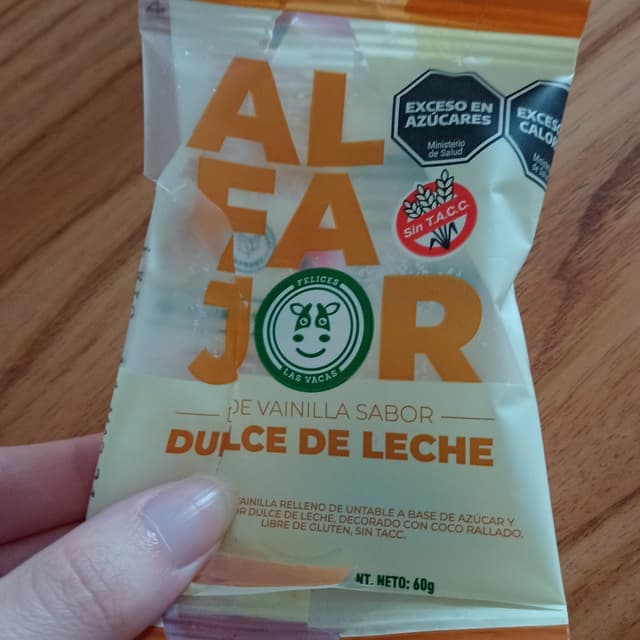 AL
FA
JOR
EXCESO EN
AZÚCARES
Ministerio
de Salud
Sin T.A.C.C.
FELICES
LAS VACAS
DE VAINILLA SABOR
DULCE DE LECHE
VAINILLA RELLENO DE UNTABLE A BASE DE AZÚCAR Y
DULCE DE LECHE, DECORADO CON COCO RALLADO,
LIBRE DE GLUTEN, SIN TACC.
NT. NETO: 60g